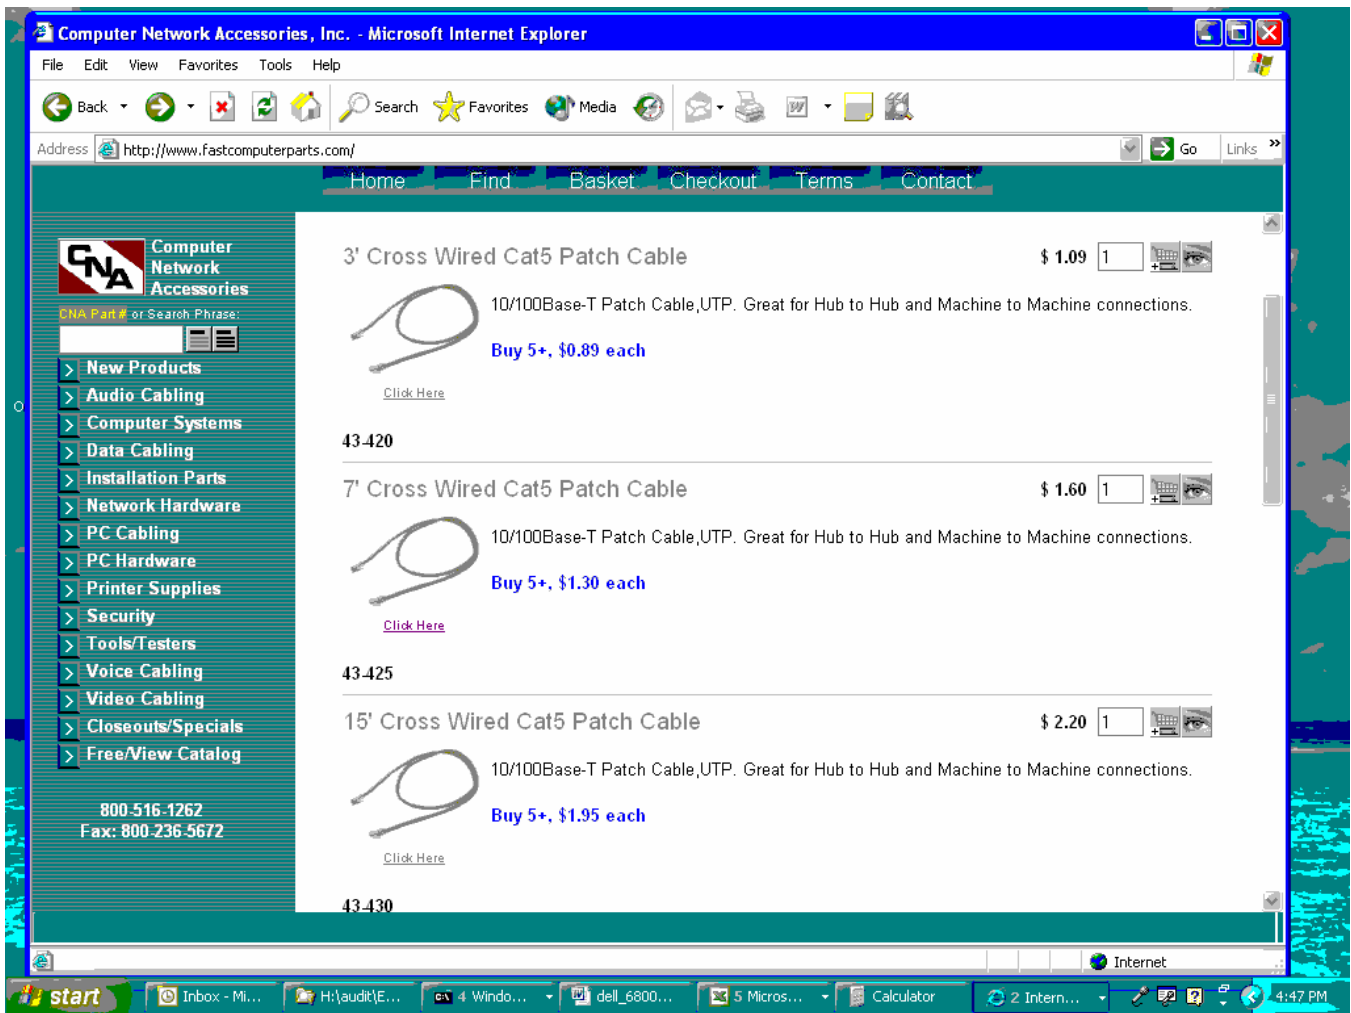 Computer Network Accessories, Inc. - Microsoft Internet Explorer
File Edit View Favorites Tools Help
Back Search Favorites Media
Address http://www.fastcomputerparts.com/ Go Links »
Home Find Basket Checkout Terms Contact
CNA
Computer
Network
Accessories
CNA Part # or Search Phrase:
New Products
Audio Cabling
Computer Systems
Data Cabling
Installation Parts
Network Hardware
PC Cabling
PC Hardware
Printer Supplies
Security
Tools/Testers
Voice Cabling
Video Cabling
Closeouts/Specials
Free/View Catalog
800-516-1262
Fax: 800-236-5672
3' Cross Wired Cat5 Patch Cable $ 1.09 1
10/100Base-T Patch Cable,UTP. Great for Hub to Hub and Machine to Machine connections.
Buy 5+, $0.89 each
Click Here
43-420
7' Cross Wired Cat5 Patch Cable $ 1.60 1
10/100Base-T Patch Cable,UTP. Great for Hub to Hub and Machine to Machine connections.
Buy 5+, $1.30 each
Click Here
43-425
15' Cross Wired Cat5 Patch Cable $ 2.20 1
10/100Base-T Patch Cable,UTP. Great for Hub to Hub and Machine to Machine connections.
Buy 5+, $1.95 each
Click Here
43-430
Internet
start Inbox - Mi... H:\audit\E... 4 Windo... dell_6800... 5 Micros... Calculator 2 Intern... 4:47 PM